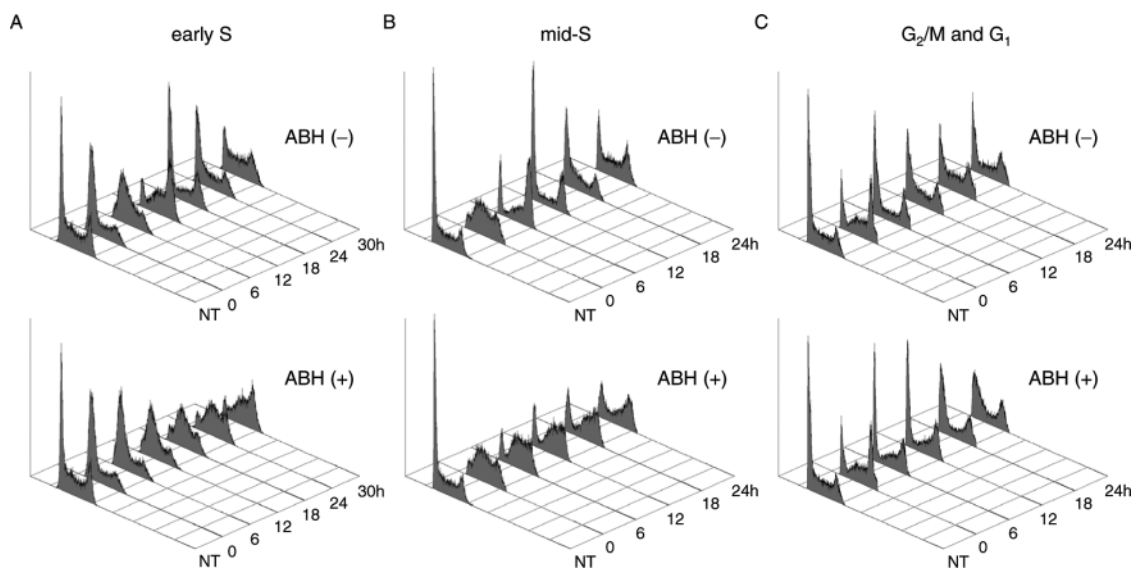 A
early S
B
mid-S
C
G₂/M and G₁
ABH (−)
ABH (−)
ABH (−)
30h
24
18
12
6
0
NT
24h
18
12
6
0
NT
24h
18
12
6
0
NT
ABH (+)
ABH (+)
ABH (+)
30h
24
18
12
6
0
NT
24h
18
12
6
0
NT
24h
18
12
6
0
NT